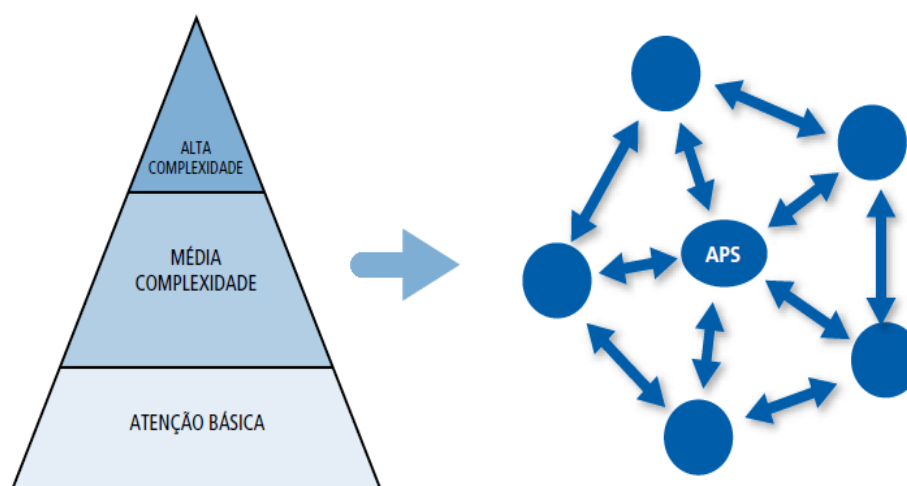 ALTA
COMPLEXIDADE
MÉDIA
COMPLEXIDADE
ATENÇÃO BÁSICA
APS